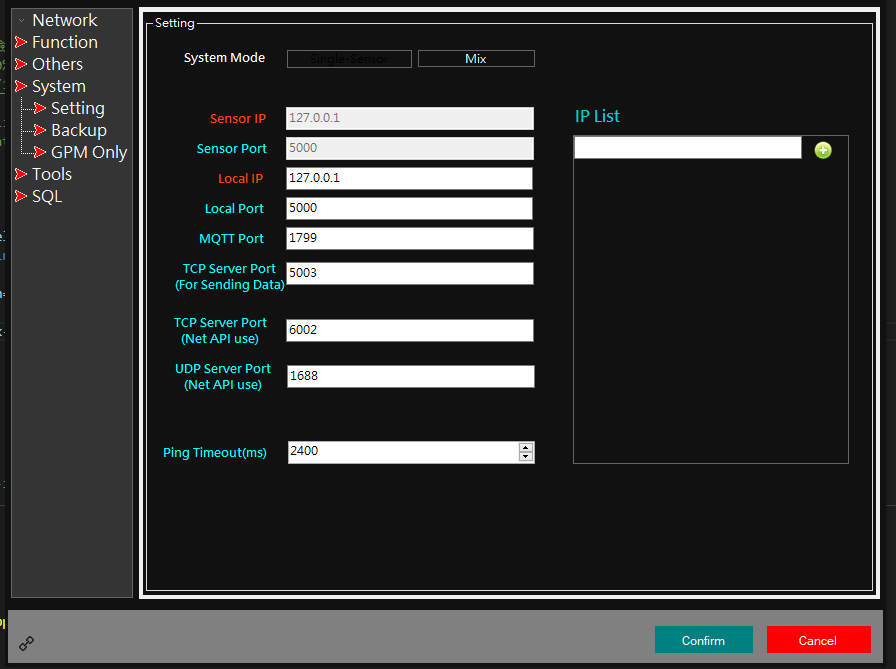 Network
Function
Others
System
Setting
Backup
GPM Only
Tools
SQL
Setting
System Mode
Single-Sensor
Mix
Sensor IP
127.0.0.1
Sensor Port
5000
Local IP
127.0.0.1
Local Port
5000
MQTT Port
1799
TCP Server Port
(For Sending Data)
5003
TCP Server Port
(Net API use)
6002
UDP Server Port
(Net API use)
1688
Ping Timeout(ms)
2400
IP List
Confirm
Cancel